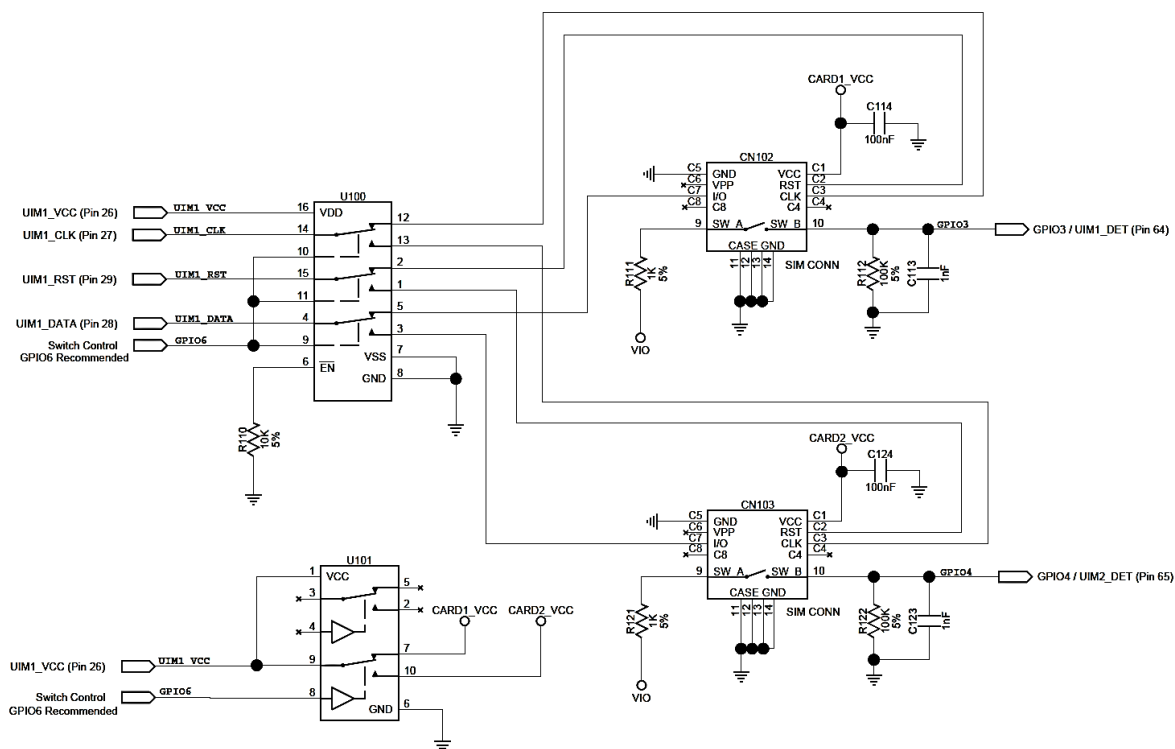 CARD1_VCC
C114
100nF
CN102
C5 GND VCC C1
C6 VPP RST C2
C7 I/O CLK C3
C8 C8 C4 C4
9 SW_A SW_B 10
CASE GND
11 12 13 14
SIM CONN
R111
1K
5%
VIO
GPIO3
GPIO3 / UIM1_DET (Pin 64)
R112
100K
5%
C113
1nF
U100
UIM1_VCC (Pin 26) UIM1_VCC 16 VDD
12
UIM1_CLK (Pin 27) UIM1_CLK 14
13
10
2
UIM1_RST (Pin 29) UIM1_RST 15
1
11
5
UIM1_DATA (Pin 28) UIM1_DATA 4
3
Switch Control
GPIO6 Recommended
GPIO6 9
VSS 7
6 EN
GND 8
R110
10K
5%
CARD2_VCC
C124
100nF
CN103
C5 GND VCC C1
C6 VPP RST C2
C7 I/O CLK C3
C8 C8 C4 C4
9 SW_A SW_B 10
CASE GND
11 12 13 14
SIM CONN
R121
1K
5%
VIO
GPIO4
GPIO4 / UIM2_DET (Pin 65)
R122
100K
5%
C123
1nF
U101
1 VCC
5
3
2
4
CARD1_VCC CARD2_VCC
7
UIM1_VCC (Pin 26) UIM1_VCC 9
10
Switch Control
GPIO6 Recommended
GPIO6 8
GND 6